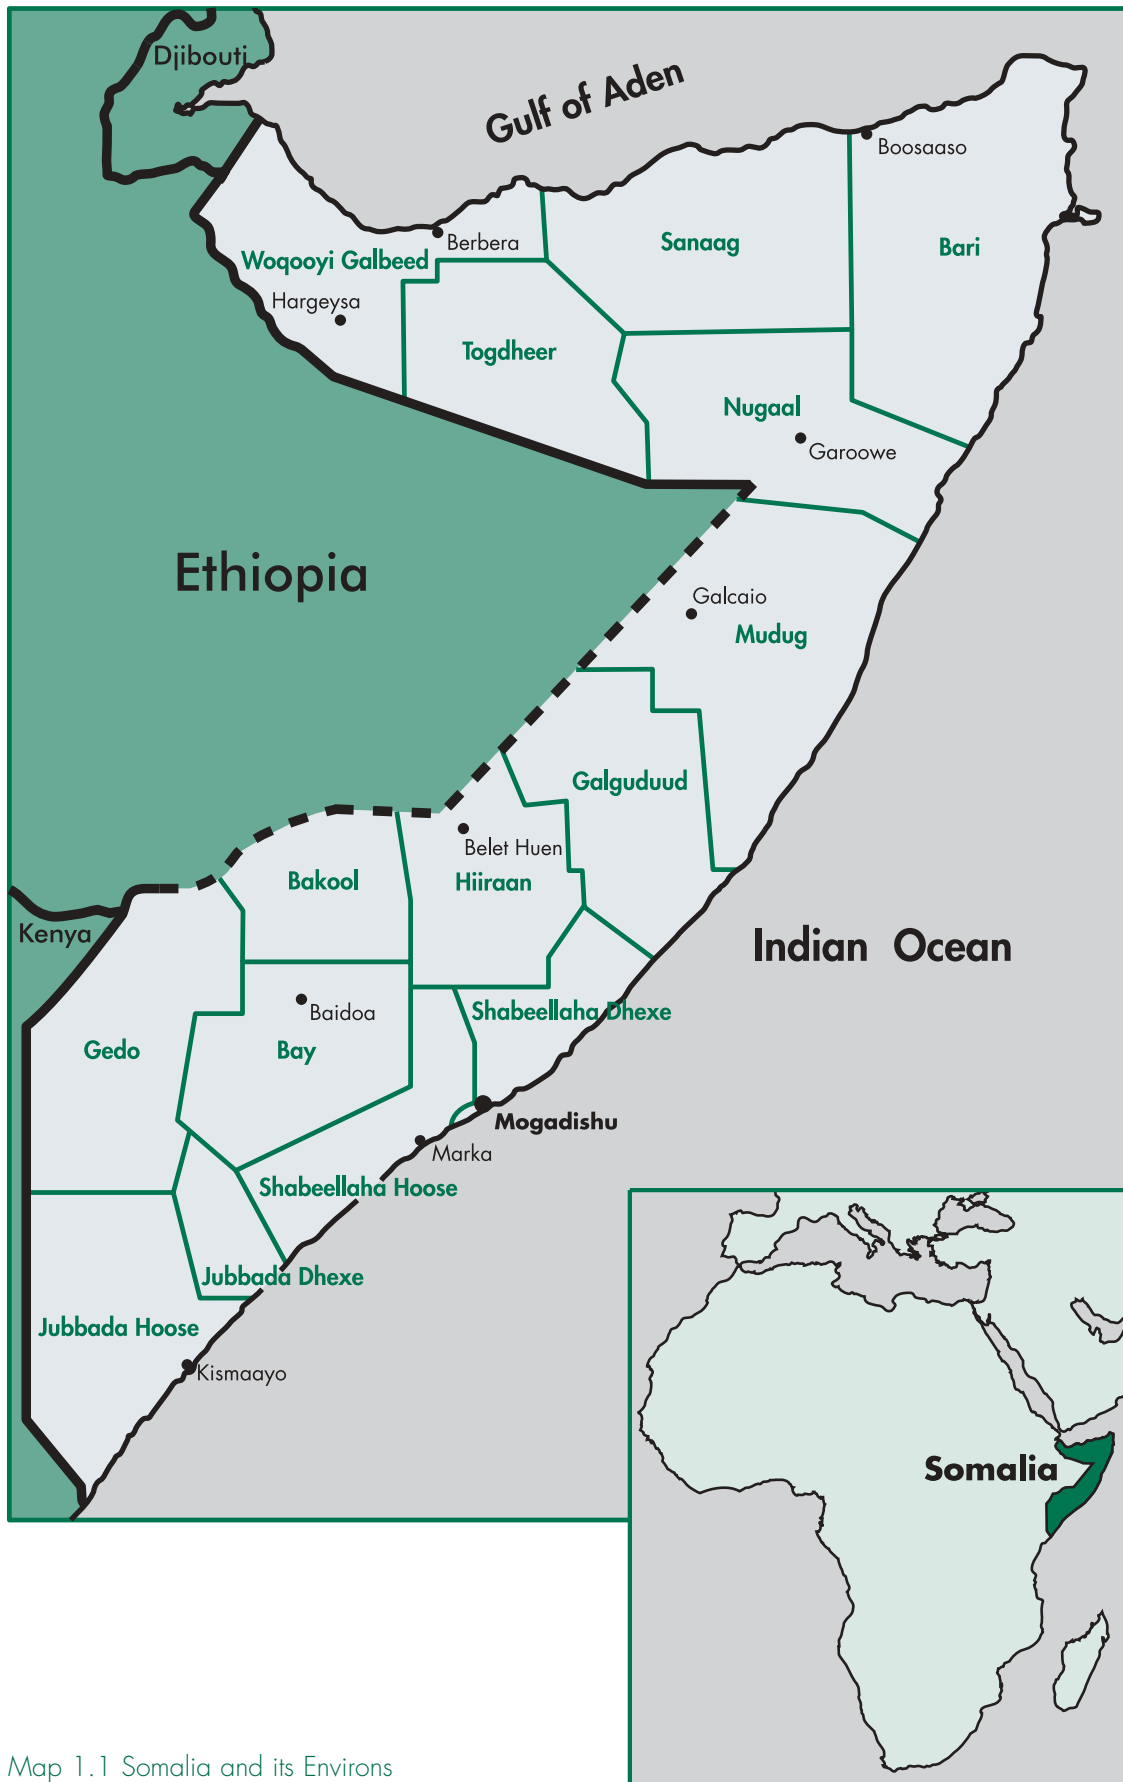 Djibouti
Gulf of Aden
Boosaaso
Berbera
Sanaag
Bari
Woqooyi Galbeed
Hargeysa
Togdheer
Nugaal
Garoowe
Ethiopia
Galcaio
Mudug
Galguduud
Belet Huen
Bakool
Hiiraan
Kenya
Indian Ocean
Baidoa
Shabeellaha Dhexe
Gedo
Bay
Mogadishu
Marka
Shabeellaha Hoose
Jubbada Dhexe
Jubbada Hoose
Kismaayo
Somalia
Map 1.1 Somalia and its Environs